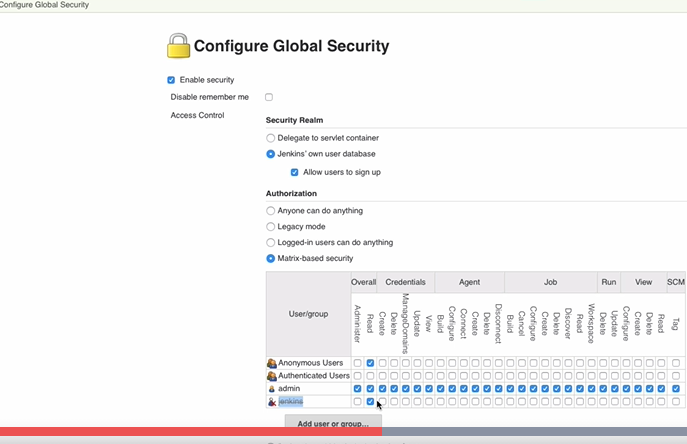 Configure Global Security
Configure Global Security
Enable security
Disable remember me
Access Control
Security Realm
Delegate to servlet container
Jenkins' own user database
Allow users to sign up
Authorization
Anyone can do anything
Legacy mode
Logged-in users can do anything
Matrix-based security
User/group Overall Credentials Agent Job Run View SCM
Administer Read Create Delete ManageDomains Update View Build Configure Connect Create Delete Disconnect Build Cancel Configure Create Delete Discover Read Workspace Delete Update Configure Create Delete Read Tag
Anonymous Users
Authenticated Users
admin
jenkins
Add user or group...